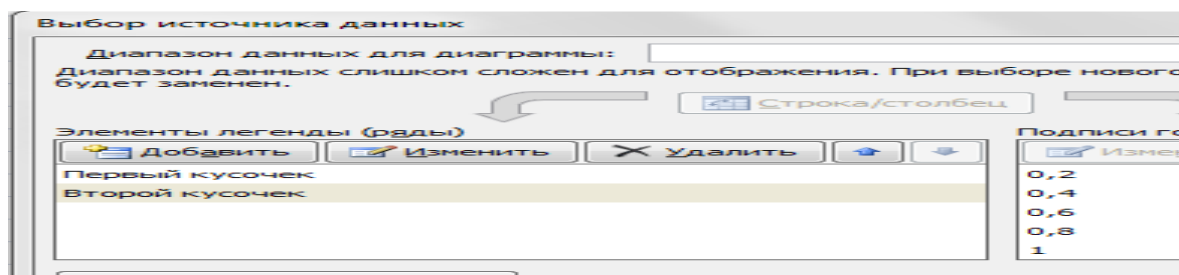 Выбор источника данных
Диапазон данных для диаграммы:
Диапазон данных слишком сложен для отображения. При выборе нового
будет заменен.
Строка/столбец
Элементы легенды (ряды)
Добавить Изменить Удалить
Первый кусочек
Второй кусочек
Подписи го
Измен
0,2
0,4
0,6
0,8
1